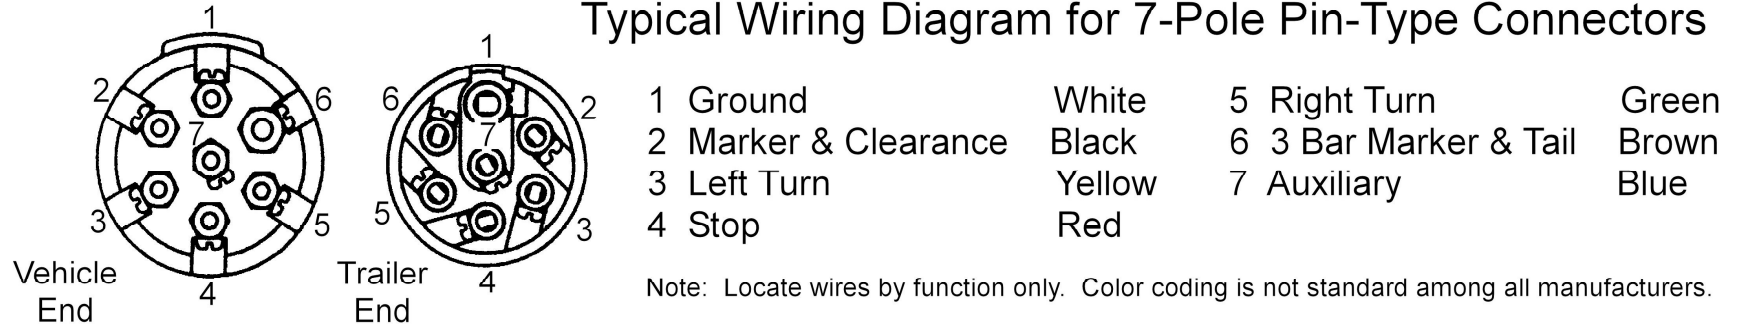 Typical Wiring Diagram for 7-Pole Pin-Type Connectors
1
2
6
7
3
5
4
Vehicle
End
1
6
2
7
5
3
4
Trailer
End
1 Ground White
2 Marker & Clearance Black
3 Left Turn Yellow
4 Stop Red
5 Right Turn Green
6 3 Bar Marker & Tail Brown
7 Auxiliary Blue
Note: Locate wires by function only. Color coding is not standard among all manufacturers.